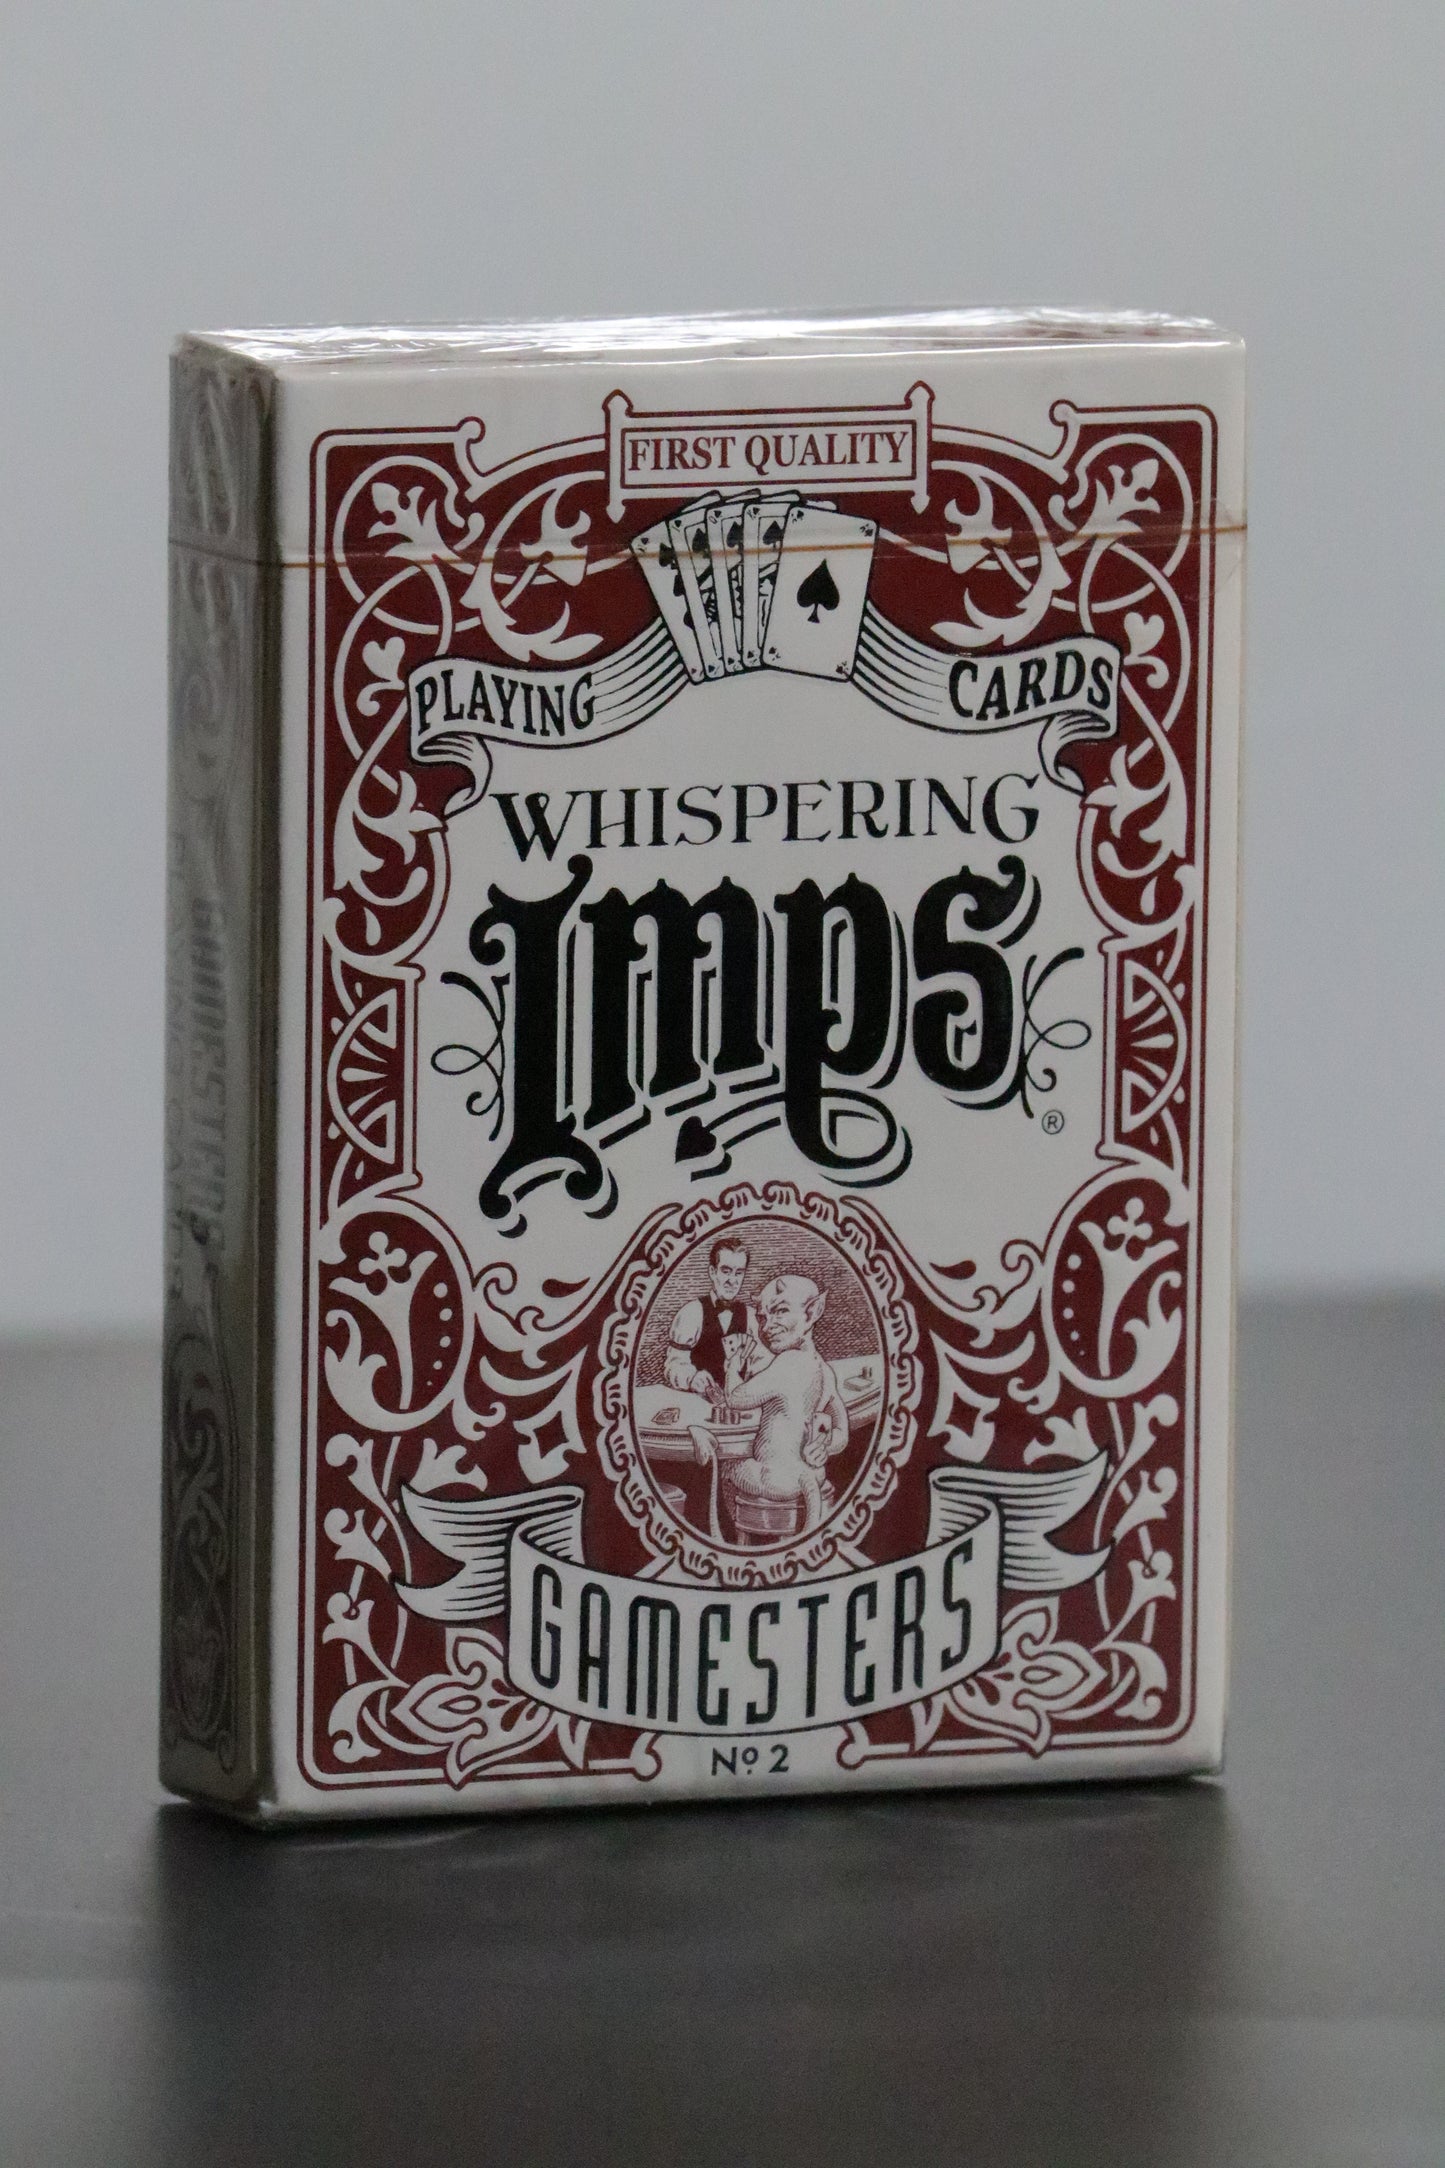 FIRST QUALITY
PLAYING CARDS
WHISPERING
Imps
®
GAMESTERS
Nº 2